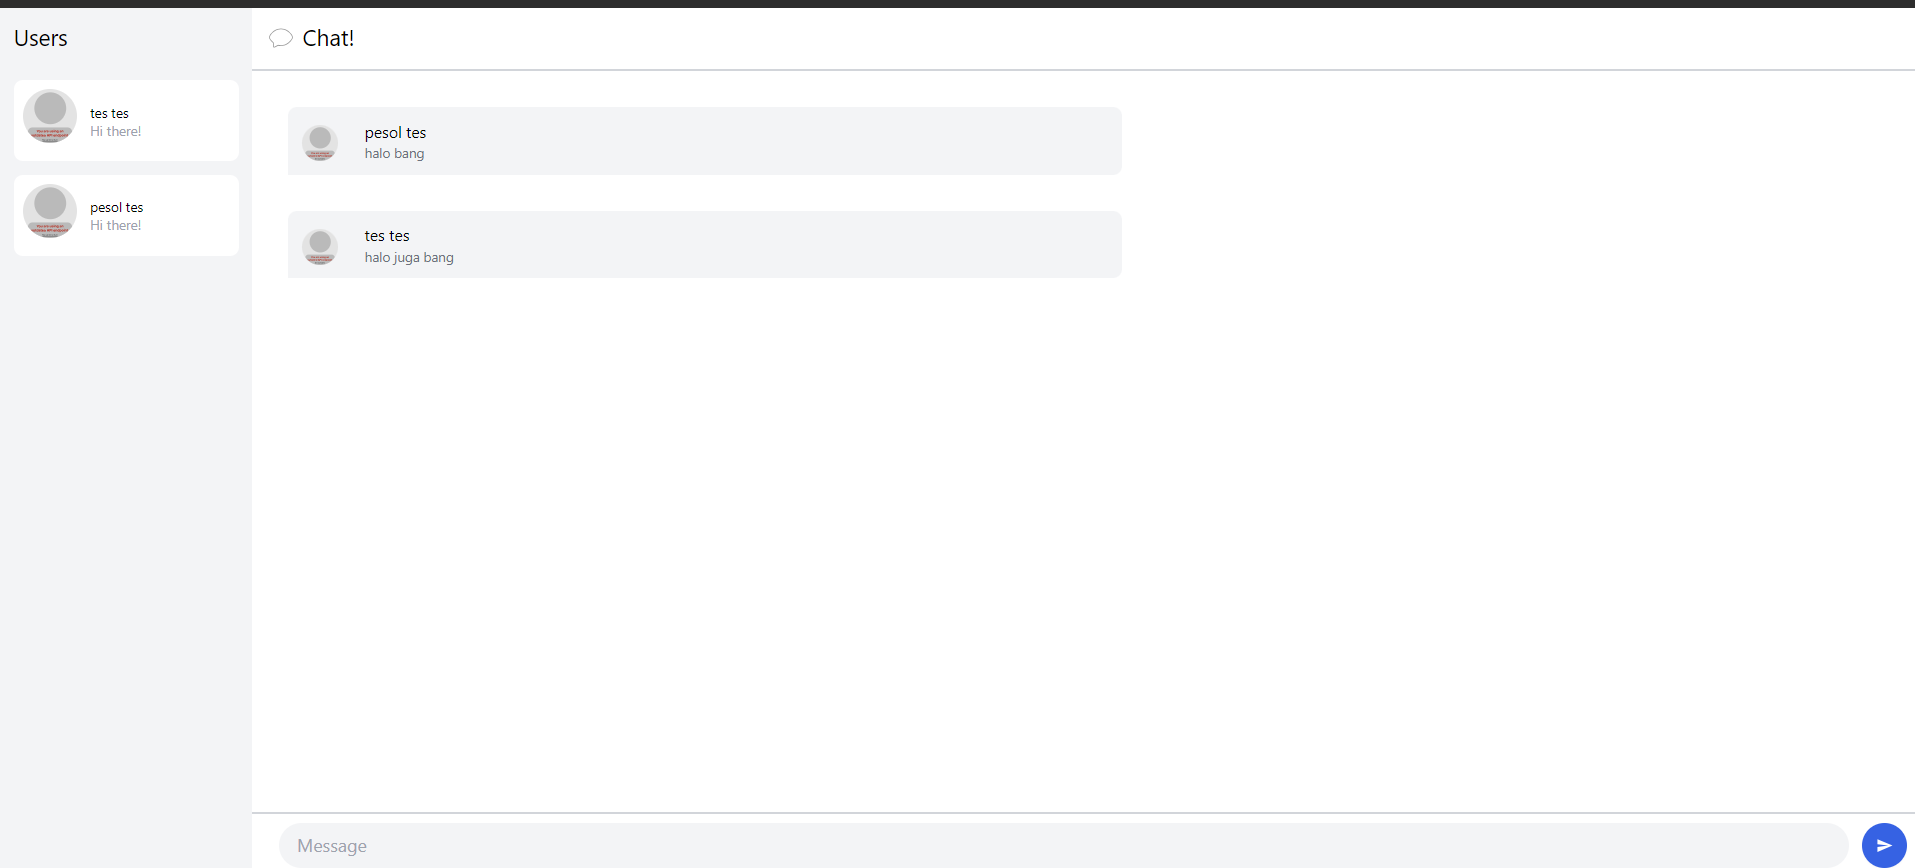 Users
Chat!
tes tes
Hi there!
pesol tes
Hi there!
pesol tes
halo bang
tes tes
halo juga bang
Message